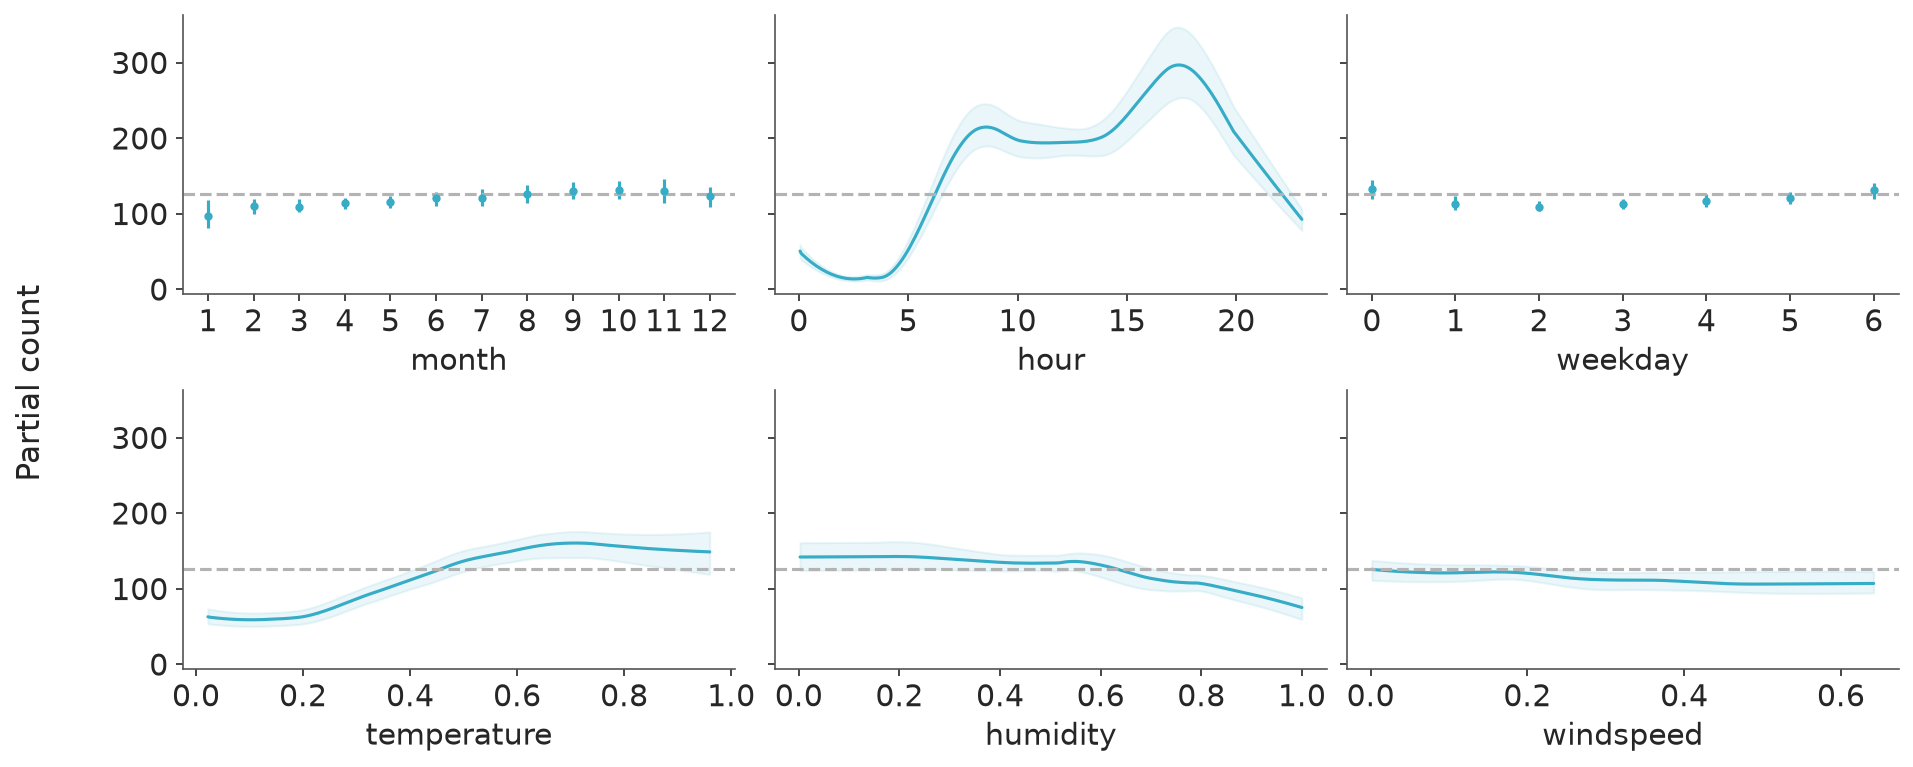 Partial count
300
200
100
0
1 2 3 4 5 6 7 8 9 10 11 12
month
0 5 10 15 20
hour
0 1 2 3 4 5 6
weekday
300
200
100
0
0.0 0.2 0.4 0.6 0.8 1.0
temperature
0.0 0.2 0.4 0.6 0.8 1.0
humidity
0.0 0.2 0.4 0.6
windspeed